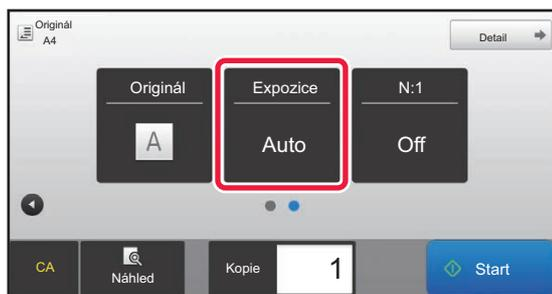 Originál
A4
Detail
Originál
Expozice
N:1
A
Auto
Off
CA
Náhled
Kopie
1
Start